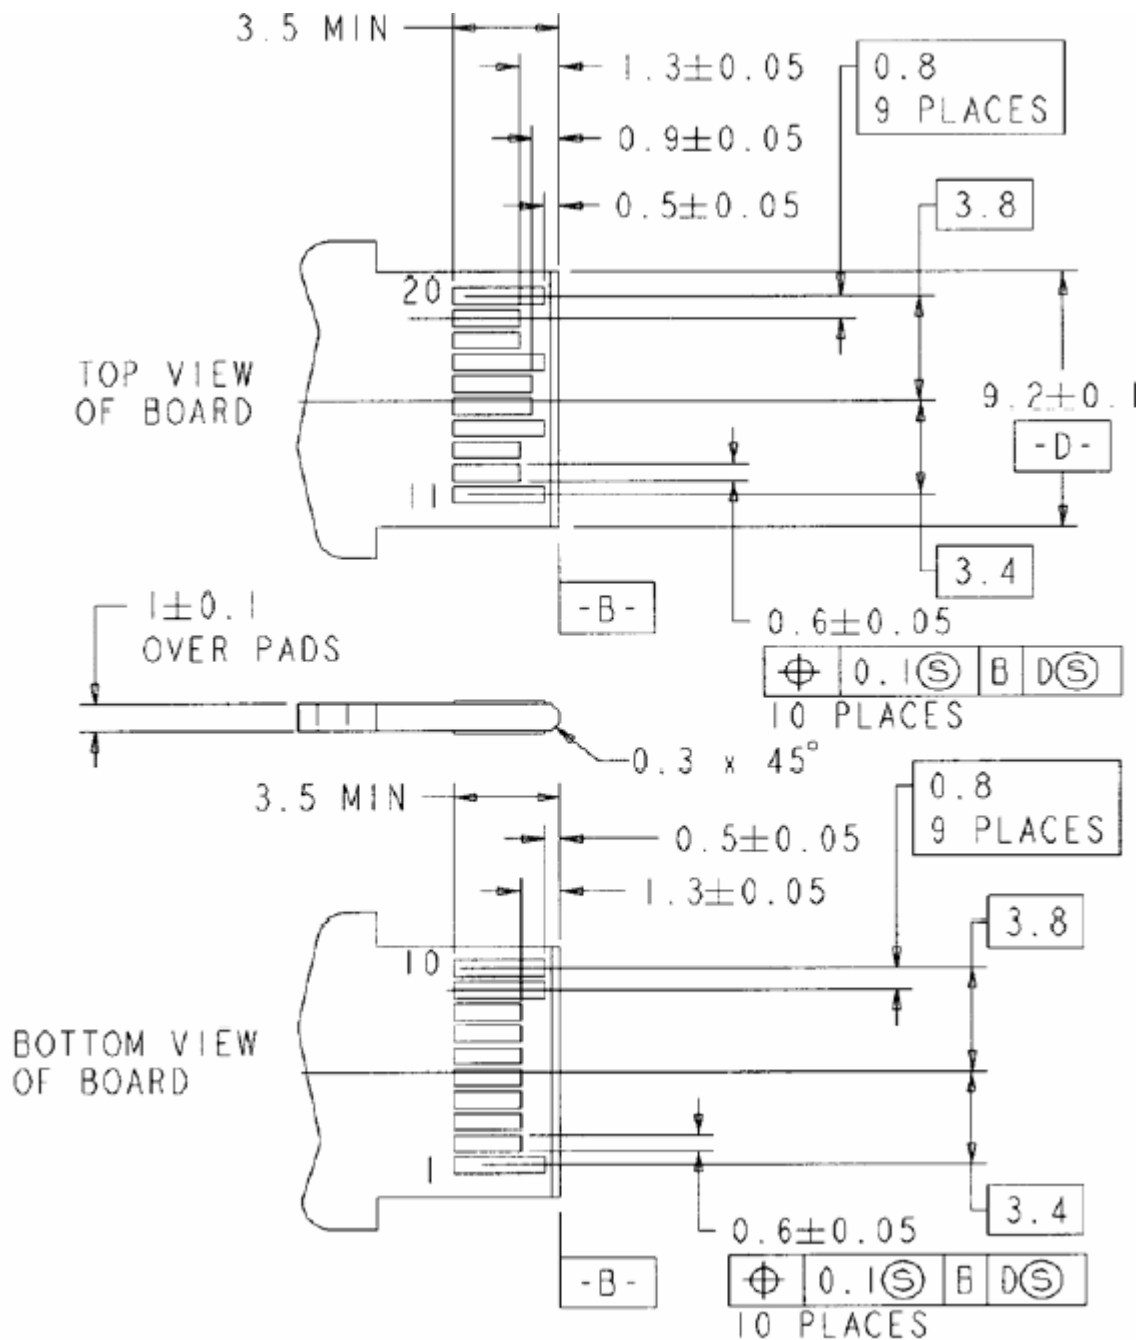 3.5 MIN
1.3±0.05
0.8
9 PLACES
0.9±0.05
0.5±0.05
3.8
20
TOP VIEW
OF BOARD
9.2±0.1
-D-
11
3.4
-B-
1±0.1
OVER PADS
0.6±0.05
⌖ 0.1Ⓢ B DⓈ
10 PLACES
0.3 x 45°
3.5 MIN
0.8
9 PLACES
0.5±0.05
1.3±0.05
3.8
10
BOTTOM VIEW
OF BOARD
1
3.4
0.6±0.05
-B-
⌖ 0.1Ⓢ B DⓈ
10 PLACES